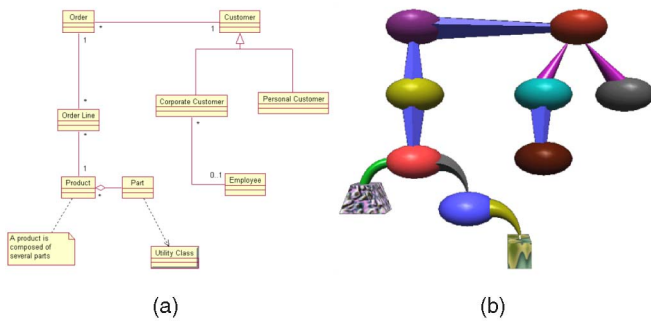 Order
*
1
Customer
1
*
Order Line
*
1
Corporate Customer
Personal Customer
*
0..1
Employee
Product
*
Part
A product is
composed of
several parts
Utility Class
(a)
(b)